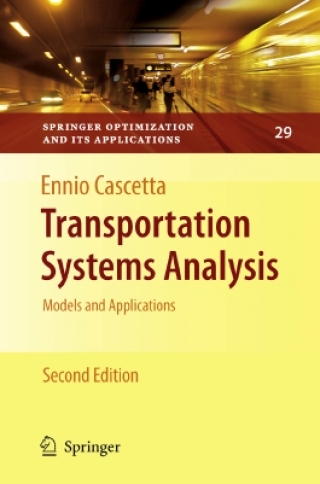 SPRINGER OPTIMIZATION
AND ITS APPLICATIONS
29
Ennio Cascetta
Transportation
Systems Analysis
Models and Applications
Second Edition
Springer